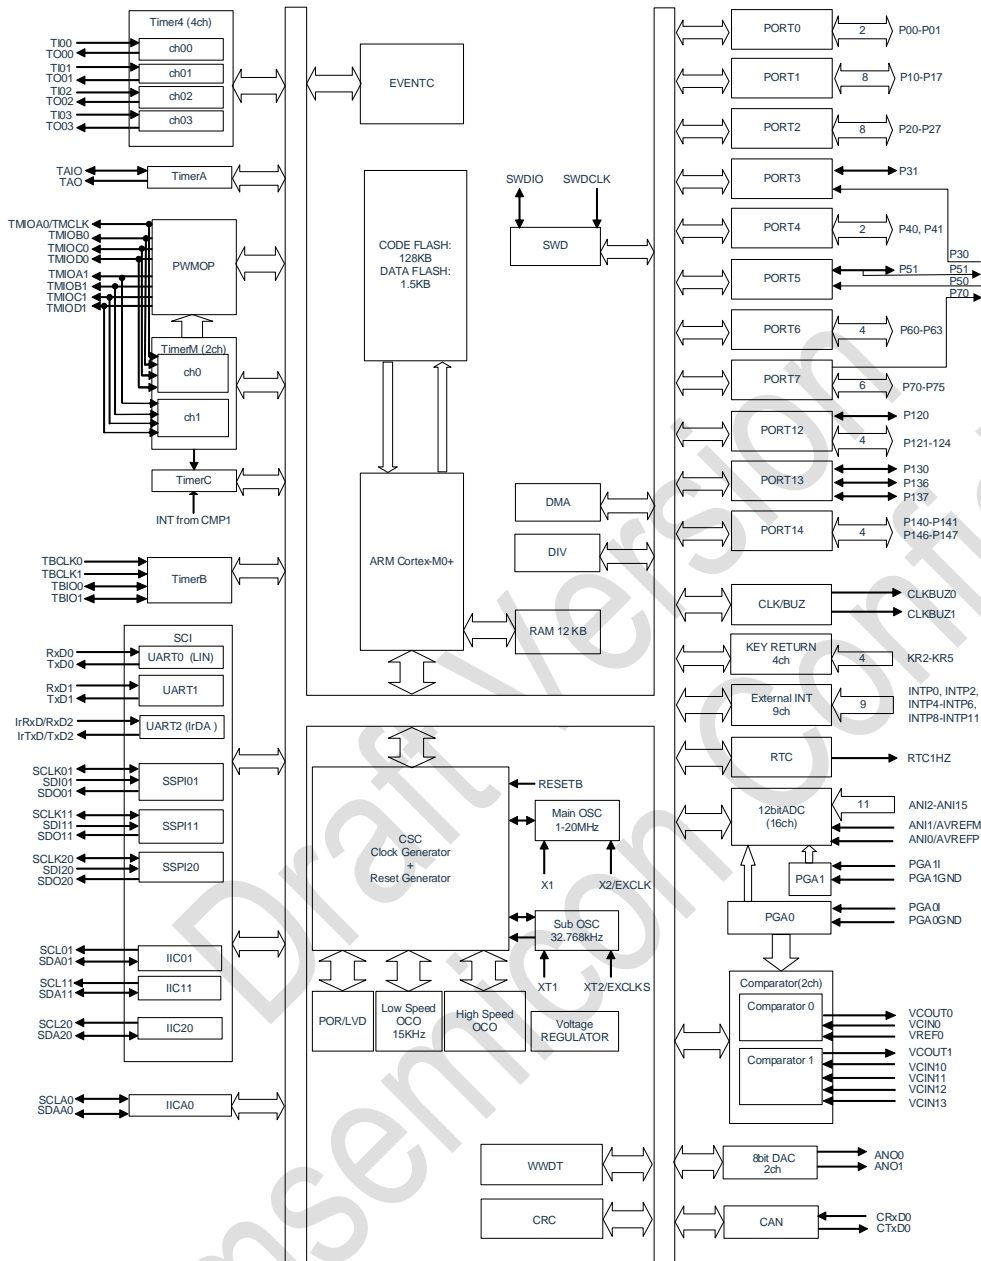 Timer4 (4ch)
TI00
TO00
ch00
TI01
TO01
ch01
TI02
TO02
ch02
TI03
TO03
ch03
TAIO
TAO
TimerA
TMIOA0/TMCLK
TMIOB0
TMIOC0
TMIOD0
TMIOA1
TMIOB1
TMIOC1
TMIOD1
PWMOP
TimerM (2ch)
ch0
ch1
TimerC
INT from CMP1
TBCLK0
TBCLK1
TBIO0
TBIO1
TimerB
SCI
RxD0
TxD0
UART0 (LIN)
RxD1
TxD1
UART1
IrRxD/RxD2
IrTxD/TxD2
UART2 (IrDA )
SCLK01
SDI01
SDO01
SSPI01
SCLK11
SDI11
SDO11
SSPI11
SCLK20
SDI20
SDO20
SSPI20
SCL01
SDA01
IIC01
SCL11
SDA11
IIC11
SCL20
SDA20
IIC20
SCLA0
SDAA0
IICA0
EVENTC
CODE FLASH:
128KB
DATA FLASH:
1.5KB
SWDIO
SWDCLK
SWD
ARM Cortex-M0+
DMA
DIV
RAM 12 KB
CSC
Clock Generator
+
Reset Generator
RESETB
Main OSC
1-20MHz
X1
X2/EXCLK
Sub OSC
32.768kHz
XT1
XT2/EXCLKS
POR/LVD
Low Speed
OCO
15KHz
High Speed
OCO
Voltage
REGULATOR
WWDT
CRC
PORT0
2
P00-P01
PORT1
8
P10-P17
PORT2
8
P20-P27
PORT3
P31
PORT4
2
P40, P41
P30
PORT5
P51
P51
P50
P70
PORT6
4
P60-P63
PORT7
6
P70-P75
PORT12
P120
4
P121-124
PORT13
P130
P136
P137
PORT14
4
P140-P141
P146-P147
CLK/BUZ
CLKBUZ0
CLKBUZ1
KEY RETURN
4ch
4
KR2-KR5
External INT
9ch
9
INTP0, INTP2,
INTP4-INTP6,
INTP8-INTP11
RTC
RTC1HZ
12bitADC
(16ch)
11
ANI2-ANI15
ANI1/AVREFM
ANI0/AVREFP
PGA1
PGA1I
PGA1GND
PGA0
PGA0I
PGA0GND
Comparator(2ch)
Comparator 0
VCOUT0
VCIN0
VREF0
Comparator 1
VCOUT1
VCIN10
VCIN11
VCIN12
VCIN13
8bit DAC
2ch
ANO0
ANO1
CAN
CRxD0
CTxD0
Draft Version